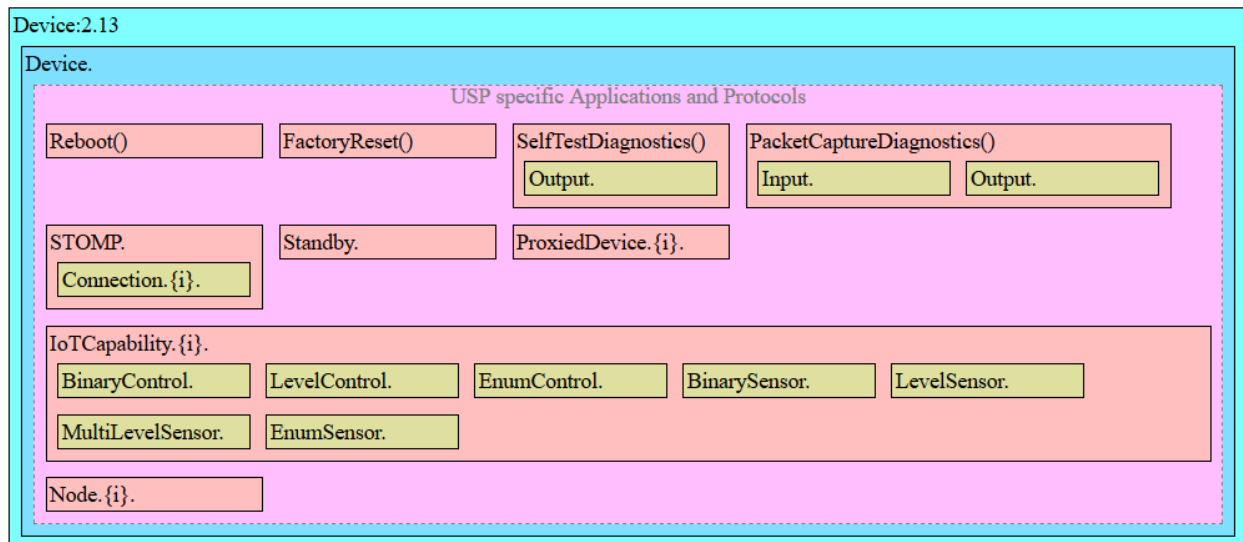 Device:2.13
Device.
USP specific Applications and Protocols
Reboot()
FactoryReset()
SelfTestDiagnostics()
Output.
PacketCaptureDiagnostics()
Input.
Output.
STOMP.
Connection.{i}.
Standby.
ProxiedDevice.{i}.
IoTCapability.{i}.
BinaryControl.
LevelControl.
EnumControl.
BinarySensor.
LevelSensor.
MultiLevelSensor.
EnumSensor.
Node.{i}.